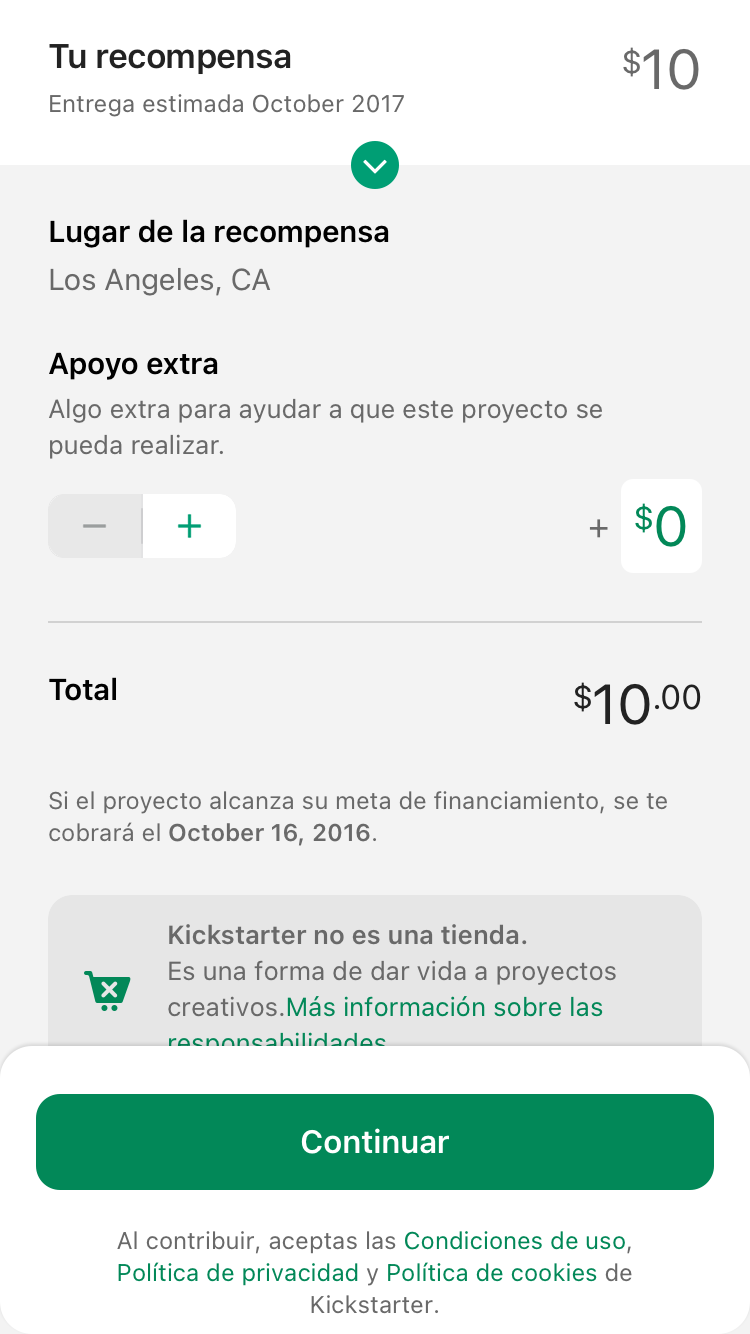 Tu recompensa
$10
Entrega estimada October 2017
Lugar de la recompensa
Los Angeles, CA
Apoyo extra
Algo extra para ayudar a que este proyecto se
pueda realizar.
− + + $0
Total
$10.00
Si el proyecto alcanza su meta de financiamiento, se te
cobrará el October 16, 2016.
Kickstarter no es una tienda.
Es una forma de dar vida a proyectos
creativos.Más información sobre las
responsabilidades
Continuar
Al contribuir, aceptas las Condiciones de uso,
Política de privacidad y Política de cookies de
Kickstarter.